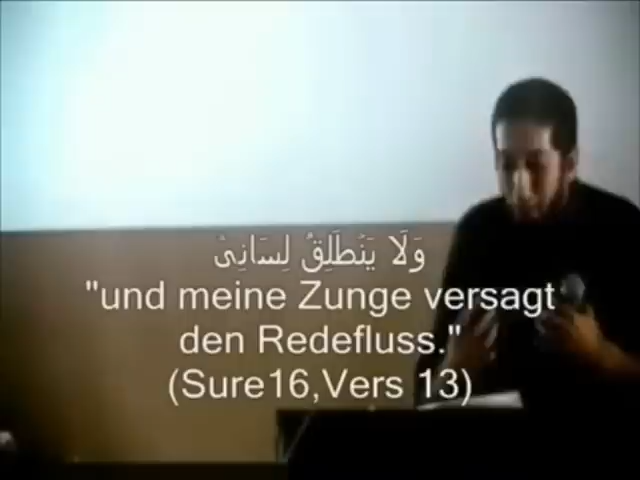 وَلَا يَنطَلِقُ لِسَانِى
"und meine Zunge versagt
den Redefluss."
(Sure16,Vers 13)